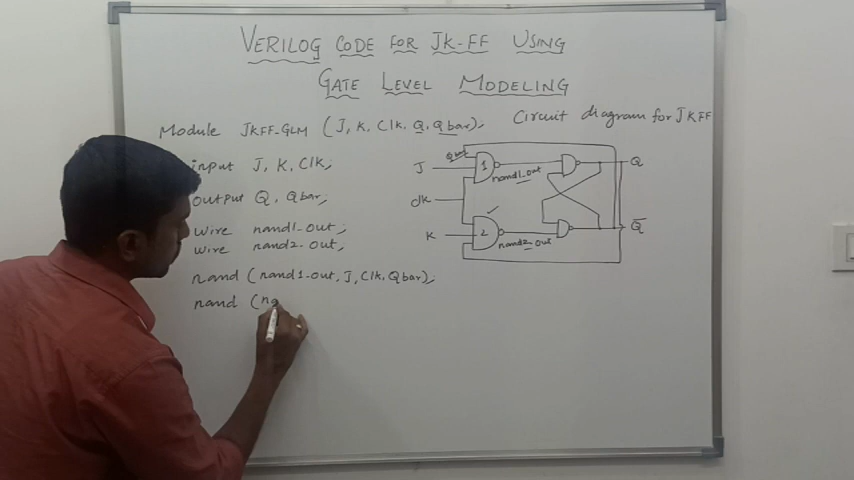 VERILOG CODE FOR JK-FF USING
GATE LEVEL MODELING
Module JKFF-GLM (J, K, Clk, Q, Qbar);
Circuit diagram for JKFF
input J, K, Clk;
output Q, Qbar;
wire nand1-out;
wire nand2-out;
nand (nand1-out, J, Clk, Qbar);
nand (na
Qbar
J
1
nand1-out
Q
clk
K
2
nand2-out
Q̅